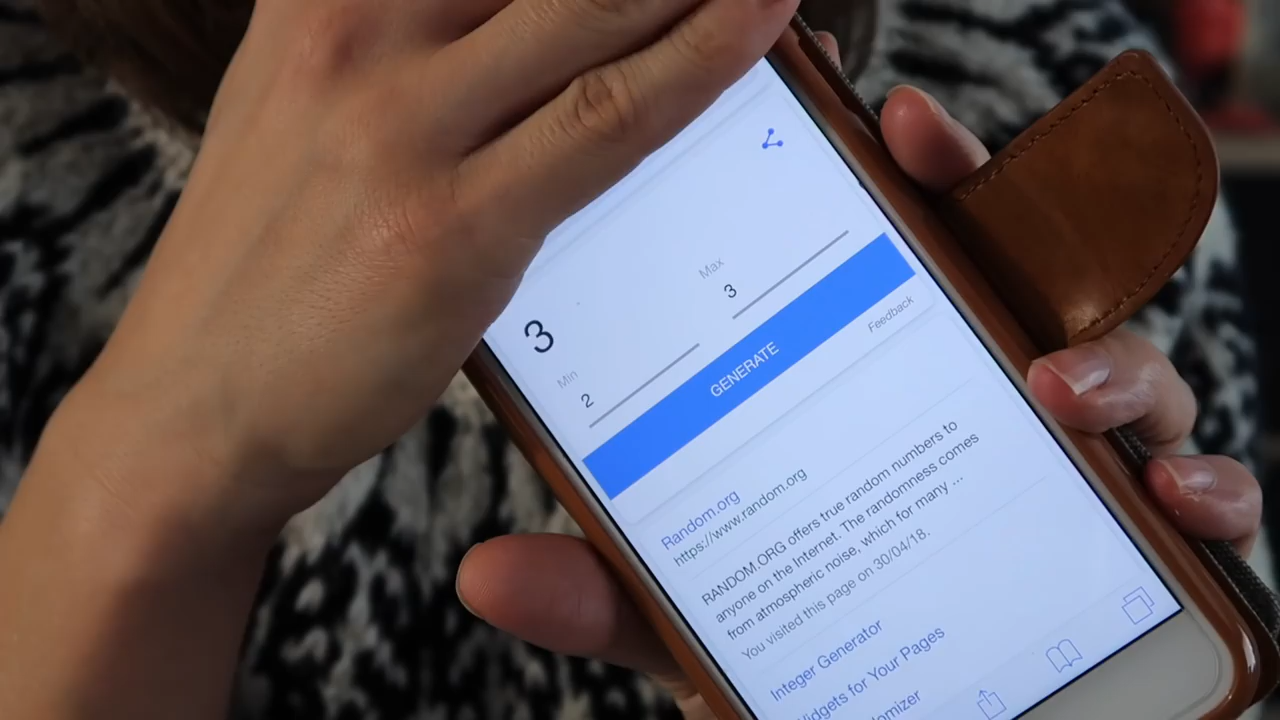 3
Min
2
Max
3
GENERATE
Feedback
Random.org
https://www.random.org
RANDOM.ORG offers true random numbers to
anyone on the Internet. The randomness comes
from atmospheric noise, which for many ...
You visited this page on 30/04/18.
Integer Generator
Widgets for Your Pages